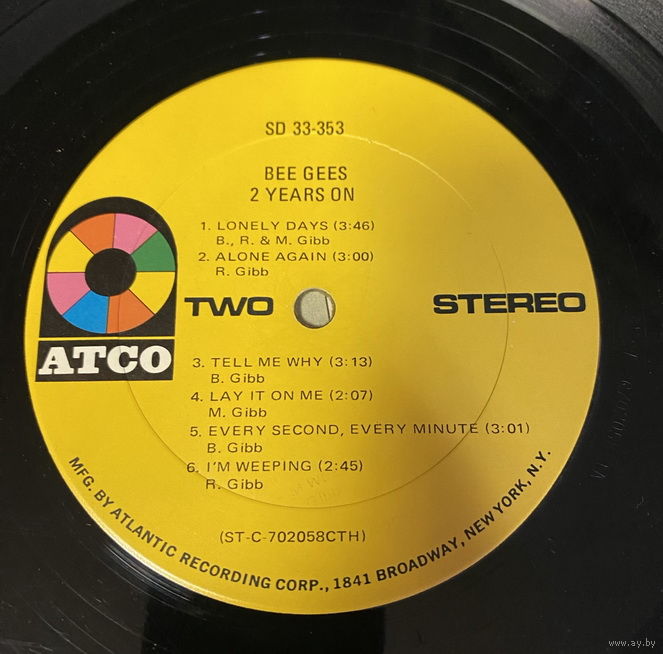 SD 33-353
BEE GEES
2 YEARS ON
1. LONELY DAYS (3:46)
B., R. & M. Gibb
2. ALONE AGAIN (3:00)
R. Gibb
TWO
STEREO
ATCO
3. TELL ME WHY (3:13)
B. Gibb
4. LAY IT ON ME (2:07)
M. Gibb
5. EVERY SECOND, EVERY MINUTE (3:01)
B. Gibb
6. I'M WEEPING (2:45)
R. Gibb
(ST-C-702058CTH)
MFG. BY ATLANTIC RECORDING CORP., 1841 BROADWAY, NEW YORK, N.Y.
www.ay.by